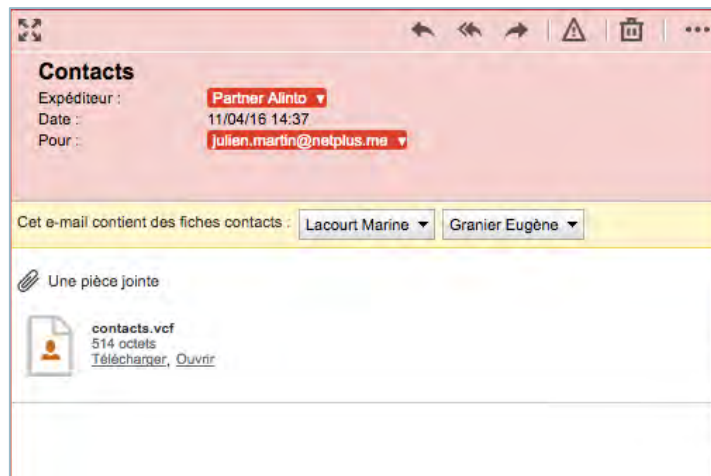 Contacts
Expéditeur : Partner Alinto
Date : 11/04/16 14:37
Pour : julien.martin@netplus.me
Cet e-mail contient des fiches contacts : Lacourt Marine Granier Eugène
Une pièce jointe
contacts.vcf
514 octets
Télécharger, Ouvrir